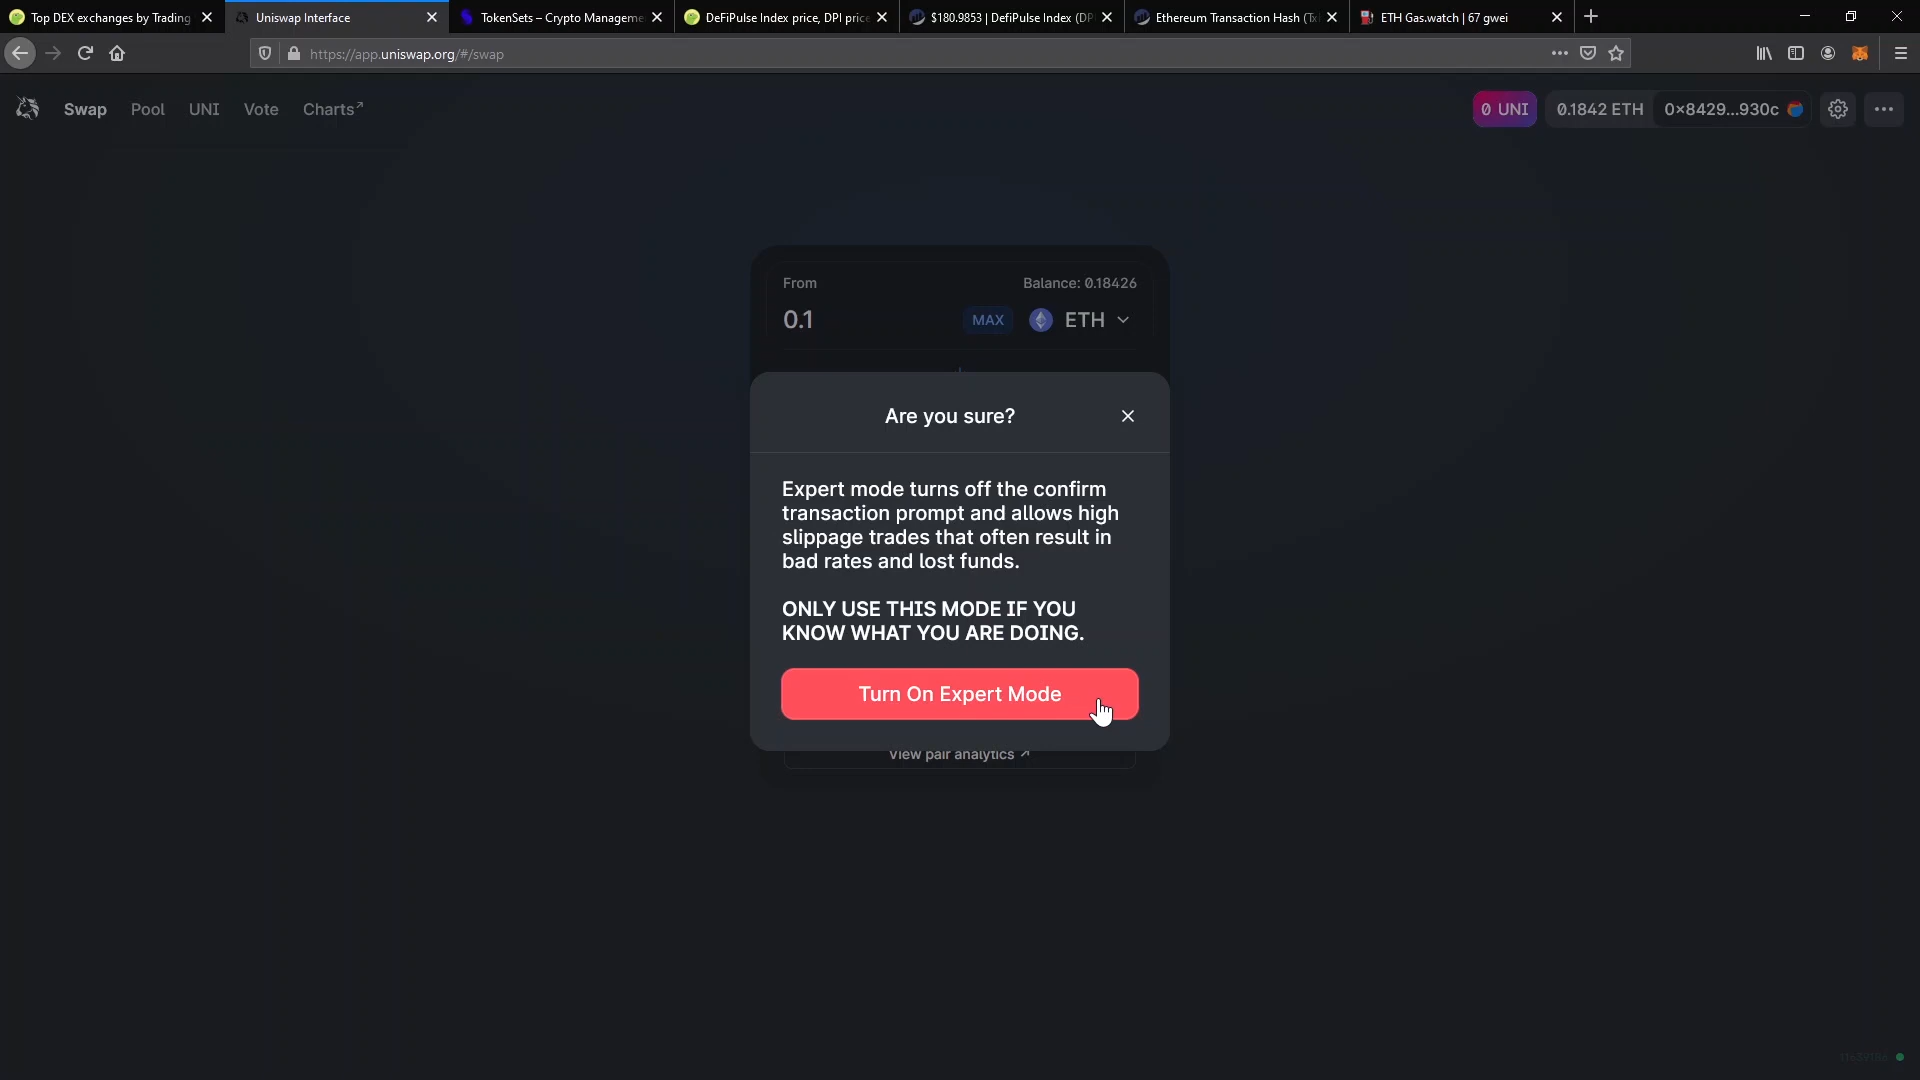 Top DEX exchanges by Trading
Uniswap Interface
TokenSets – Crypto Manageme
DeFiPulse Index price, DPI price
$180.9853 | DefiPulse Index (DP
Ethereum Transaction Hash (Tx
ETH Gas.watch | 67 gwei
https://app.uniswap.org/#/swap
Swap
Pool
UNI
Vote
Charts↗
0 UNI
0.1842 ETH
0x8429...930c
From
Balance: 0.18426
0.1
MAX
ETH
Are you sure?
Expert mode turns off the confirm
transaction prompt and allows high
slippage trades that often result in
bad rates and lost funds.
ONLY USE THIS MODE IF YOU
KNOW WHAT YOU ARE DOING.
Turn On Expert Mode
View pair analytics ↗